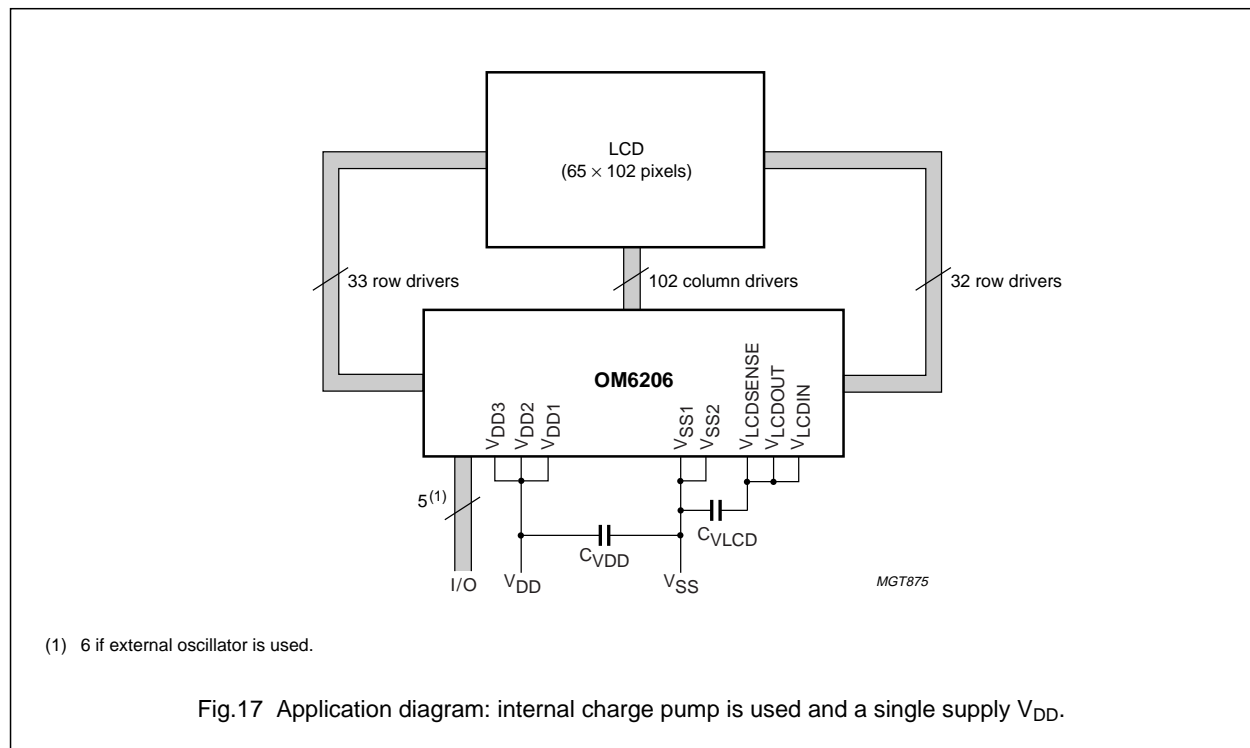 LCD
(65 × 102 pixels)
33 row drivers
102 column drivers
32 row drivers
OM6206
VDD3
VDD2
VDD1
VSS1
VSS2
VLCDSENSE
VLCDOUT
VLCDIN
5(1)
CVDD
CVLCD
I/O
VDD
VSS
MGT875
(1) 6 if external oscillator is used.
Fig.17 Application diagram: internal charge pump is used and a single supply VDD.